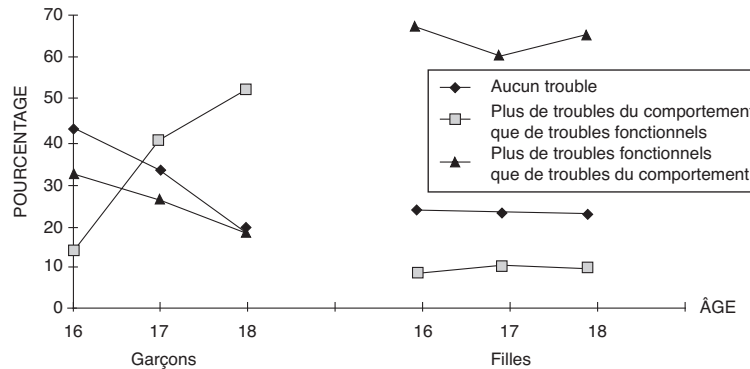 70
60
50
40
30
20
10
0
POURCENTAGE
Aucun trouble
Plus de troubles du comportement
que de troubles fonctionnels
Plus de troubles fonctionnels
que de troubles du comportement
ÂGE
16 17 18 16 17 18
Garçons Filles